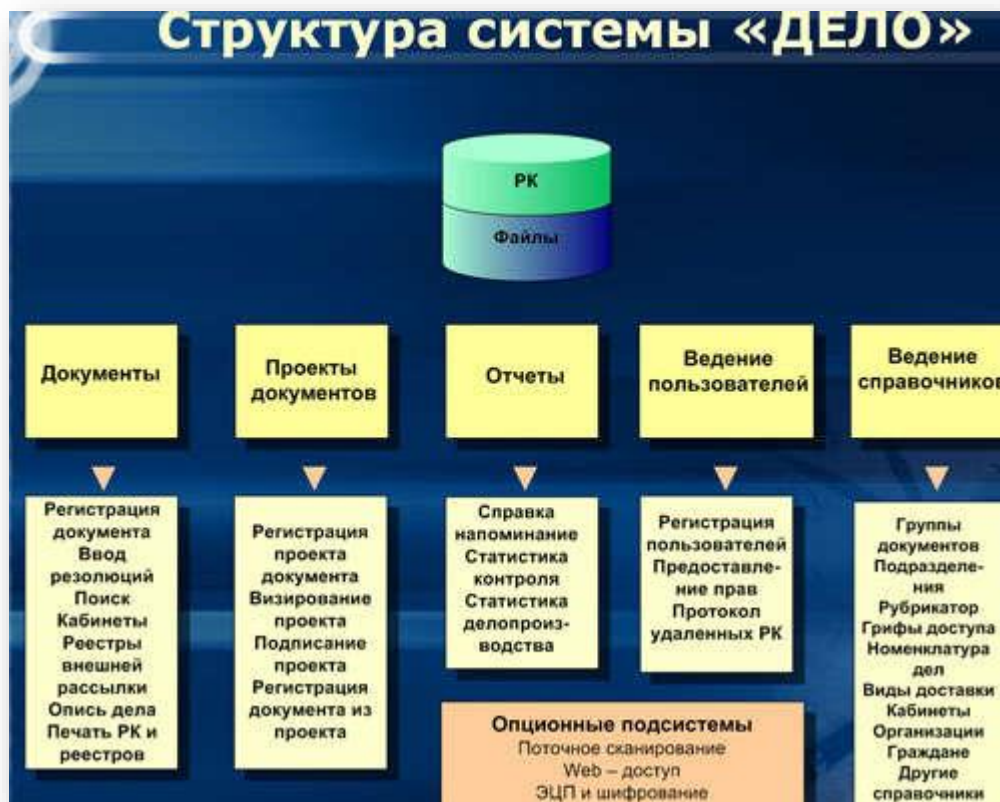 Структура системы «ДЕЛО»
РК
Файлы
Документы
Проекты
документов
Отчеты
Ведение
пользователей
Ведение
справочников
Регистрация
документа
Ввод
резолюций
Поиск
Кабинеты
Реестры
внешней
рассылки
Опись дела
Печать РК и
реестров
Регистрация
проекта
документа
Визирование
проекта
Подписание
проекта
Регистрация
документа из
проекта
Справка
напоминание
Статистика
контроля
Статистика
делопроиз-
водства
Регистрация
пользователей
Предоставле-
ние прав
Протокол
удаленных РК
Группы
документов
Подразделе-
ния
Рубрикатор
Грифы доступа
Номенклатура
дел
Виды доставки
Кабинеты
Организации
Граждане
Другие
справочники
Опционные подсистемы
Поточное сканирование
Web – доступ
ЭЦП и шифрование